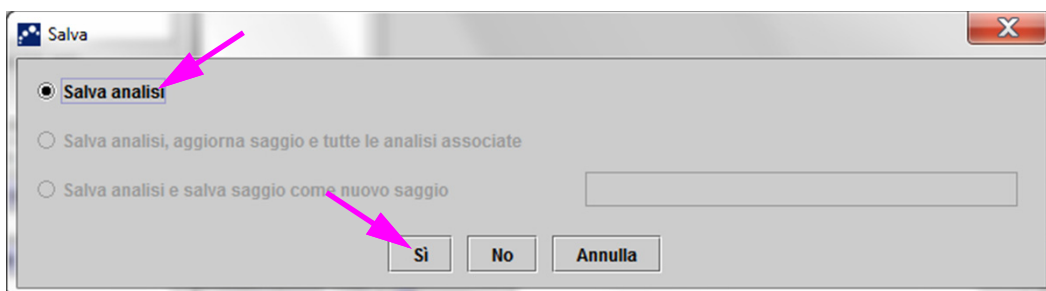 Salva
Salva analisi
Salva analisi, aggiorna saggio e tutte le analisi associate
Salva analisi e salva saggio come nuovo saggio
Sì No Annulla